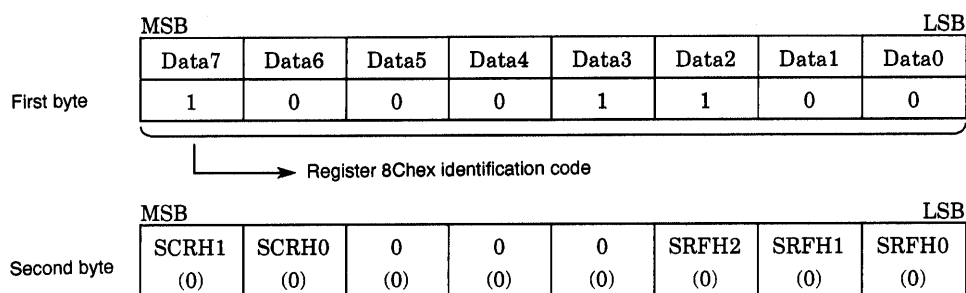 MSB LSB
Data7 Data6 Data5 Data4 Data3 Data2 Data1 Data0
First byte 1 0 0 0 1 1 0 0
Register 8Chex identification code
MSB LSB
SCRH1 SCRH0 0 0 0 SRFH2 SRFH1 SRFH0
Second byte
(0) (0) (0) (0) (0) (0) (0) (0)